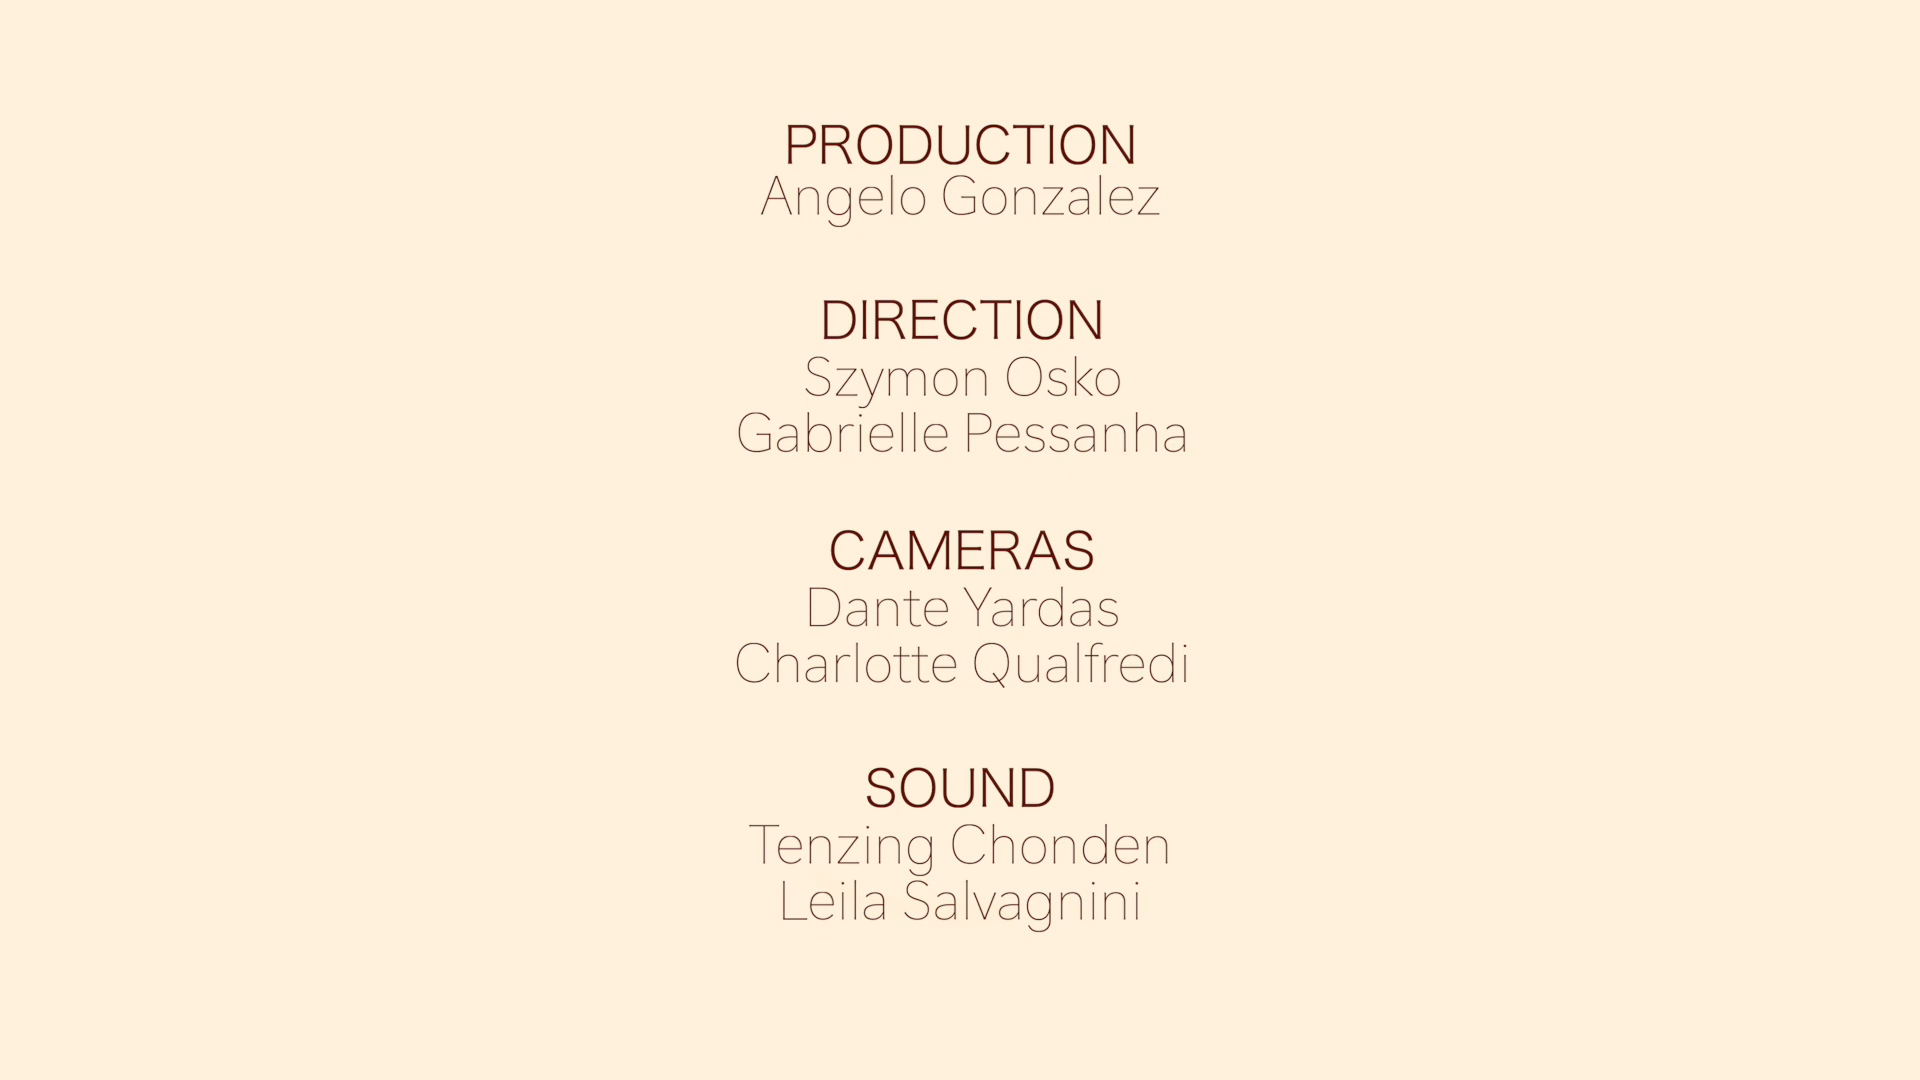 PRODUCTION
Angelo Gonzalez
DIRECTION
Szymon Osko
Gabrielle Pessanha
CAMERAS
Dante Yardas
Charlotte Qualfredi
SOUND
Tenzing Chonden
Leila Salvagnini